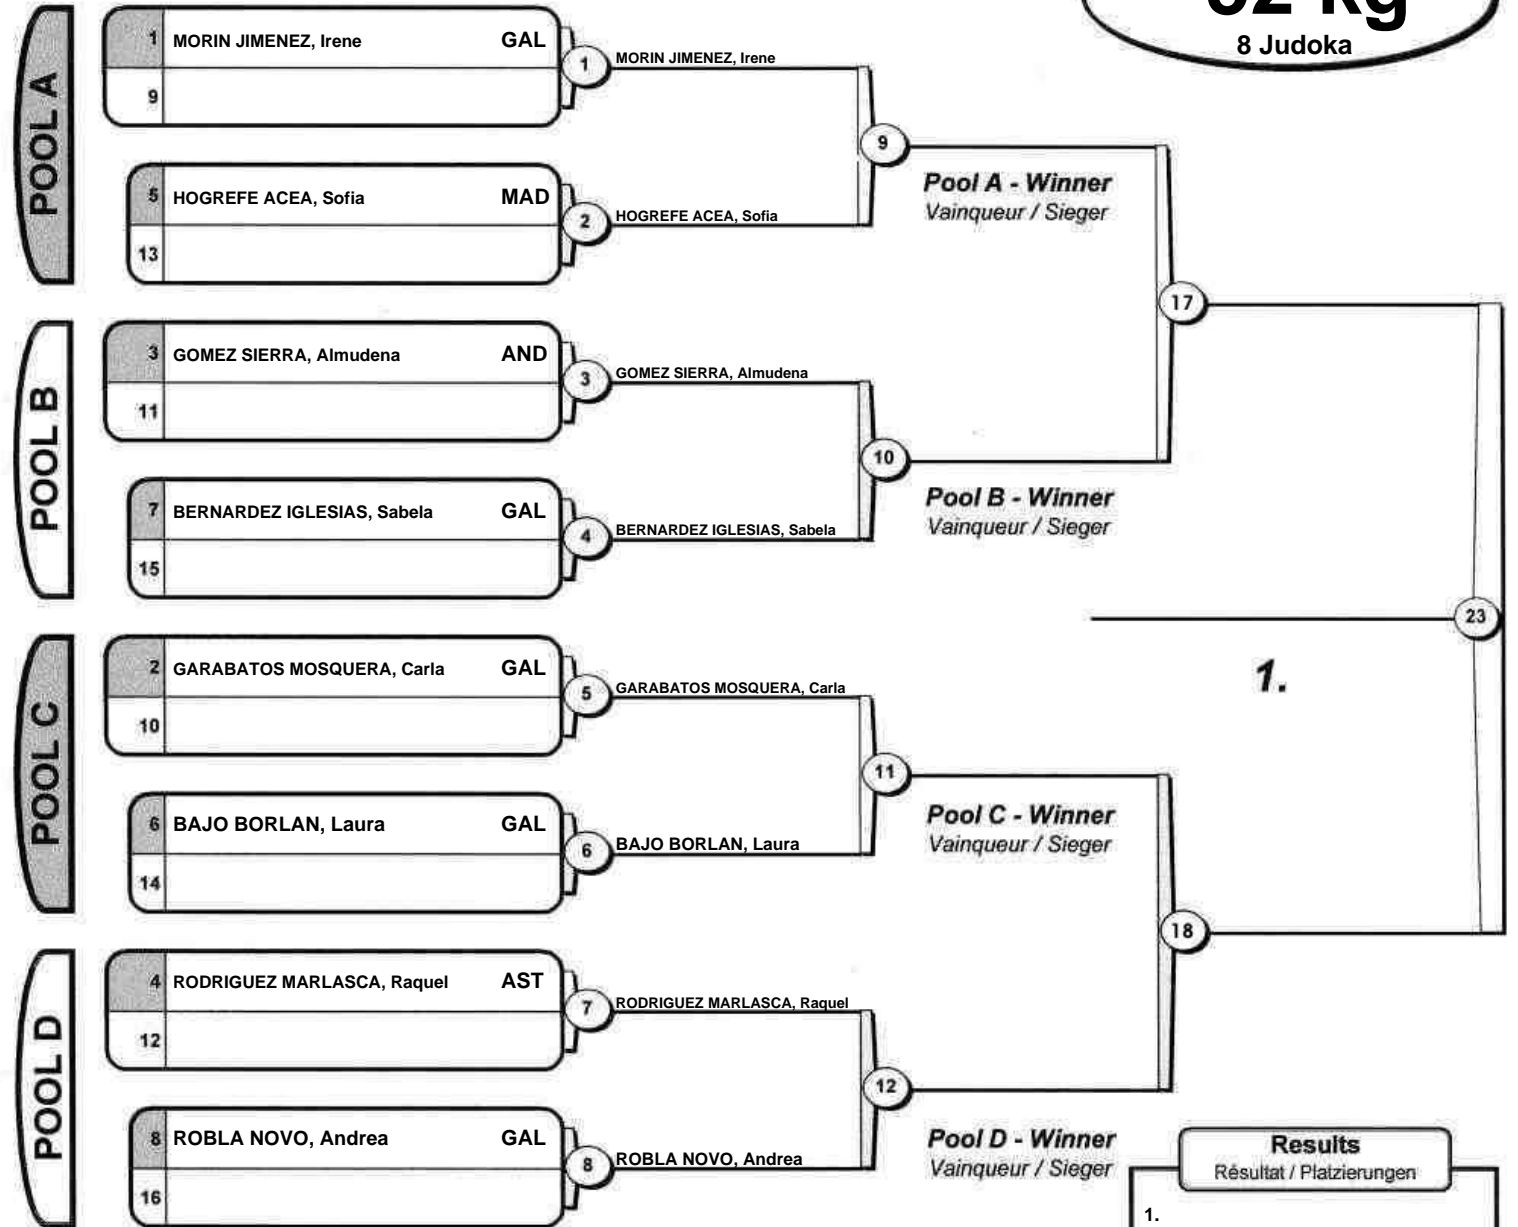 52 kg
8 Judoka
POOL A
1 MORIN JIMENEZ, Irene GAL
9
1 MORIN JIMENEZ, Irene
5 HOGREFE ACEA, Sofia MAD
13
2 HOGREFE ACEA, Sofia
9
Pool A - Winner
Vainqueur / Sieger
POOL B
3 GOMEZ SIERRA, Almudena AND
11
3 GOMEZ SIERRA, Almudena
7 BERNARDEZ IGLESIAS, Sabela GAL
15
4 BERNARDEZ IGLESIAS, Sabela
10
Pool B - Winner
Vainqueur / Sieger
17
POOL C
2 GARABATOS MOSQUERA, Carla GAL
10
5 GARABATOS MOSQUERA, Carla
6 BAJO BORLAN, Laura GAL
14
6 BAJO BORLAN, Laura
11
Pool C - Winner
Vainqueur / Sieger
POOL D
4 RODRIGUEZ MARLASCA, Raquel AST
12
7 RODRIGUEZ MARLASCA, Raquel
8 ROBLA NOVO, Andrea GAL
16
8 ROBLA NOVO, Andrea
12
Pool D - Winner
Vainqueur / Sieger
18
23
1.
Results
Résultat / Platzierungen
1.